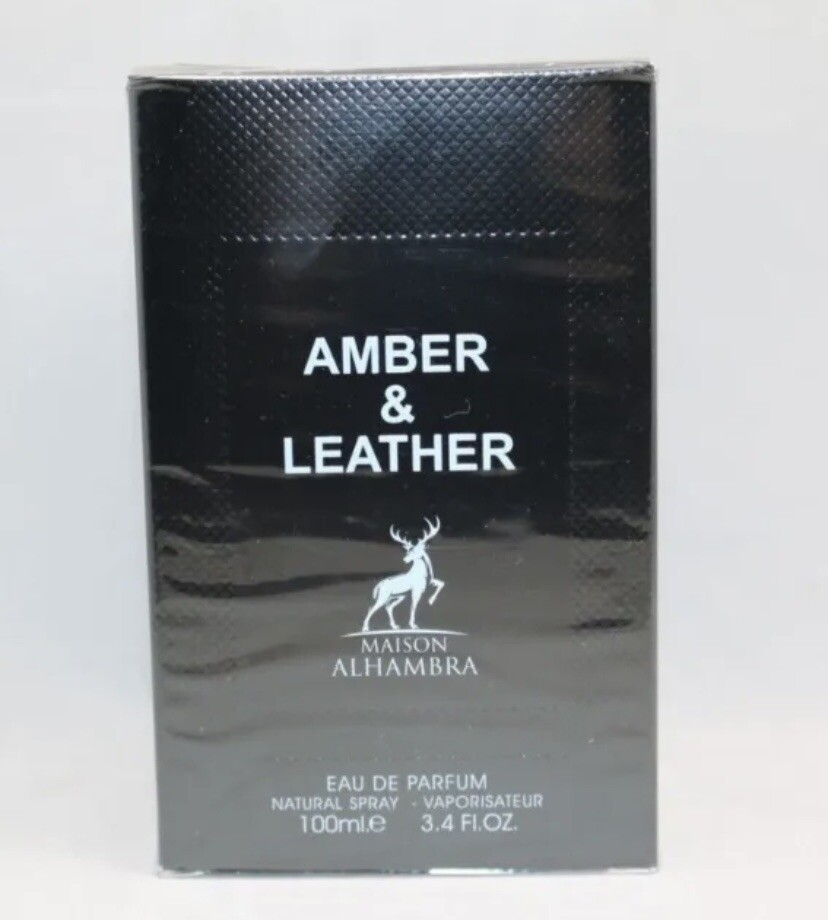 AMBER
&
LEATHER
MAISON
ALHAMBRA
EAU DE PARFUM
NATURAL SPRAY - VAPORISATEUR
100ml.e 3.4 Fl.OZ.